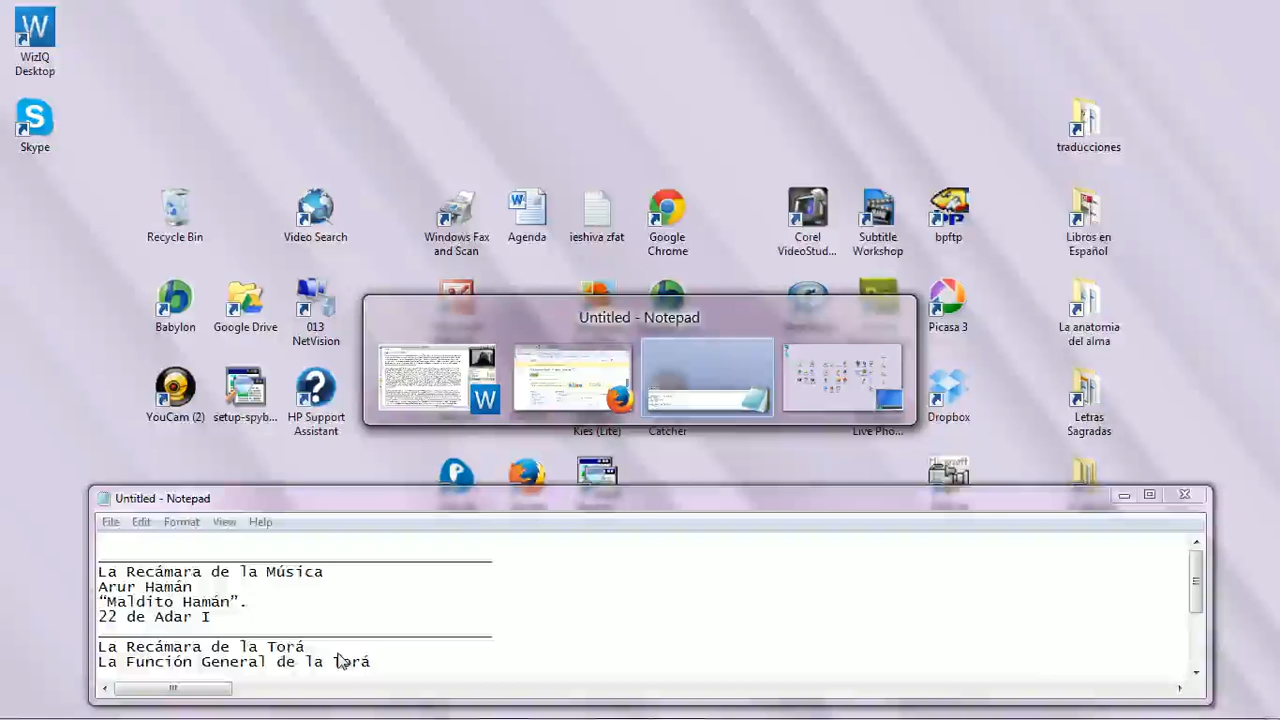 WizIQ
Desktop
Skype
traducciones
Recycle Bin
Video Search
Windows Fax
and Scan
Agenda
ieshiva zfat
Google
Chrome
Corel
VideoStud...
Subtitle
Workshop
bpftp
Libros en
Español
Babylon
Google Drive
013
NetVision
Picasa 3
La anatomia
del alma
Untitled - Notepad
YouCam (2)
setup-spyb...
HP Support
Assistant
Kies (Lite)
Catcher
Live Pho...
Dropbox
Letras
Sagradas
Untitled - Notepad
File Edit Format View Help
La Recámara de la Música
Arur Hamán
“Maldito Hamán”.
22 de Adar I
La Recámara de la Torá
La Función General de la Torá